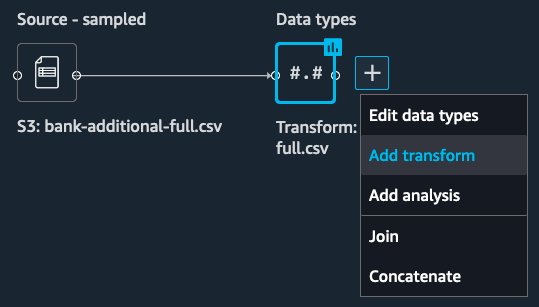 Source - sampled
Data types
#.#
+
S3: bank-additional-full.csv
Transform:
full.csv
Edit data types
Add transform
Add analysis
Join
Concatenate